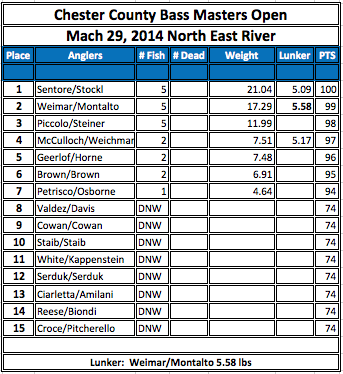 Chester County Bass Masters Open
Mach 29, 2014 North East River
Place Anglers # Fish # Dead Weight Lunker PTS
1 Sentore/Stockl 5 21.04 5.09 100
2 Weimar/Montalto 5 17.29 5.58 99
3 Piccolo/Steiner 5 11.99 98
4 McCulloch/Weichmar 2 7.51 5.17 97
5 Geerlof/Horne 2 7.48 96
6 Brown/Brown 2 6.91 95
7 Petrisco/Osborne 1 4.64 94
8 Valdez/Davis DNW 74
9 Cowan/Cowan DNW 74
10 Staib/Staib DNW 74
11 White/Kappenstein DNW 74
12 Serduk/Serduk DNW 74
13 Ciarletta/Amilani DNW 74
14 Reese/Biondi DNW 74
15 Croce/Pitcherello DNW 74
Lunker: Weimar/Montalto 5.58 lbs